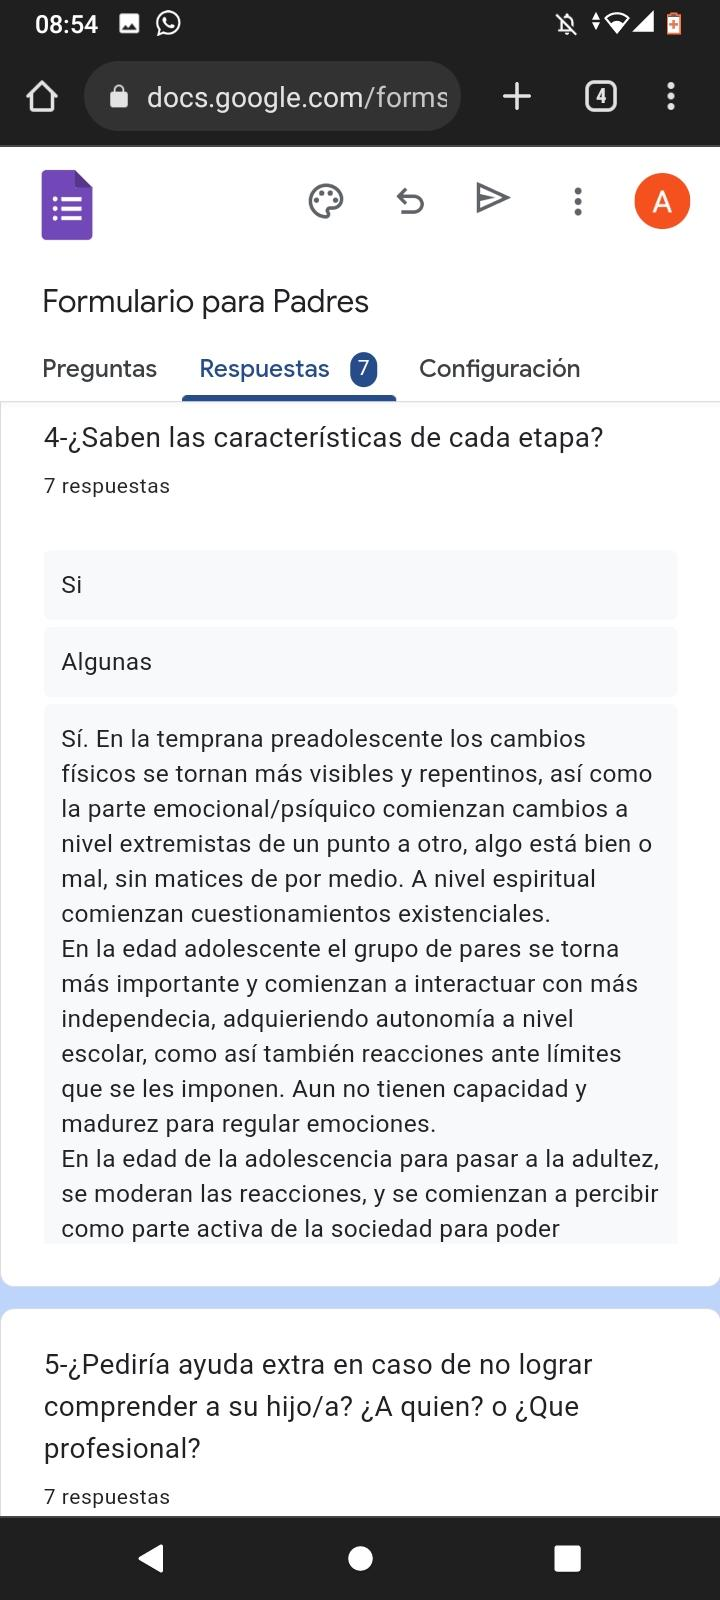 08:54
docs.google.com/forms
4
A
Formulario para Padres
Preguntas Respuestas 7 Configuración
4-¿Saben las características de cada etapa?
7 respuestas
Si
Algunas
Sí. En la temprana preadolescente los cambios
físicos se tornan más visibles y repentinos, así como
la parte emocional/psíquico comienzan cambios a
nivel extremistas de un punto a otro, algo está bien o
mal, sin matices de por medio. A nivel espiritual
comienzan cuestionamientos existenciales.
En la edad adolescente el grupo de pares se torna
más importante y comienzan a interactuar con más
independecia, adquieriendo autonomía a nivel
escolar, como así también reacciones ante límites
que se les imponen. Aun no tienen capacidad y
madurez para regular emociones.
En la edad de la adolescencia para pasar a la adultez,
se moderan las reacciones, y se comienzan a percibir
como parte activa de la sociedad para poder
5-¿Pediría ayuda extra en caso de no lograr
comprender a su hijo/a? ¿A quien? o ¿Que
profesional?
7 respuestas